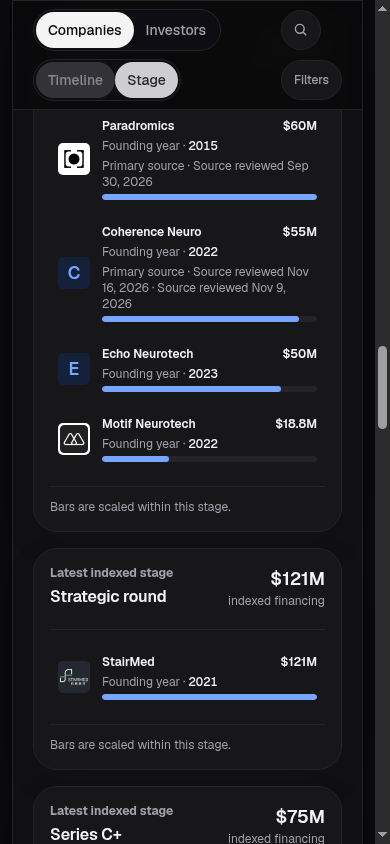 Companies Investors
Timeline Stage Filters
Paradromics $60M
Founding year · 2015
Primary source · Source reviewed Sep
30, 2026
Coherence Neuro $55M
C
Founding year · 2022
Primary source · Source reviewed Nov
16, 2026 · Source reviewed Nov 9,
2026
Echo Neurotech $50M
E
Founding year · 2023
Motif Neurotech $18.8M
Founding year · 2022
Bars are scaled within this stage.
Latest indexed stage $121M
Strategic round indexed financing
StairMed $121M
STAIRMED
Founding year · 2021
Bars are scaled within this stage.
Latest indexed stage $75M
Series C+ indexed financing